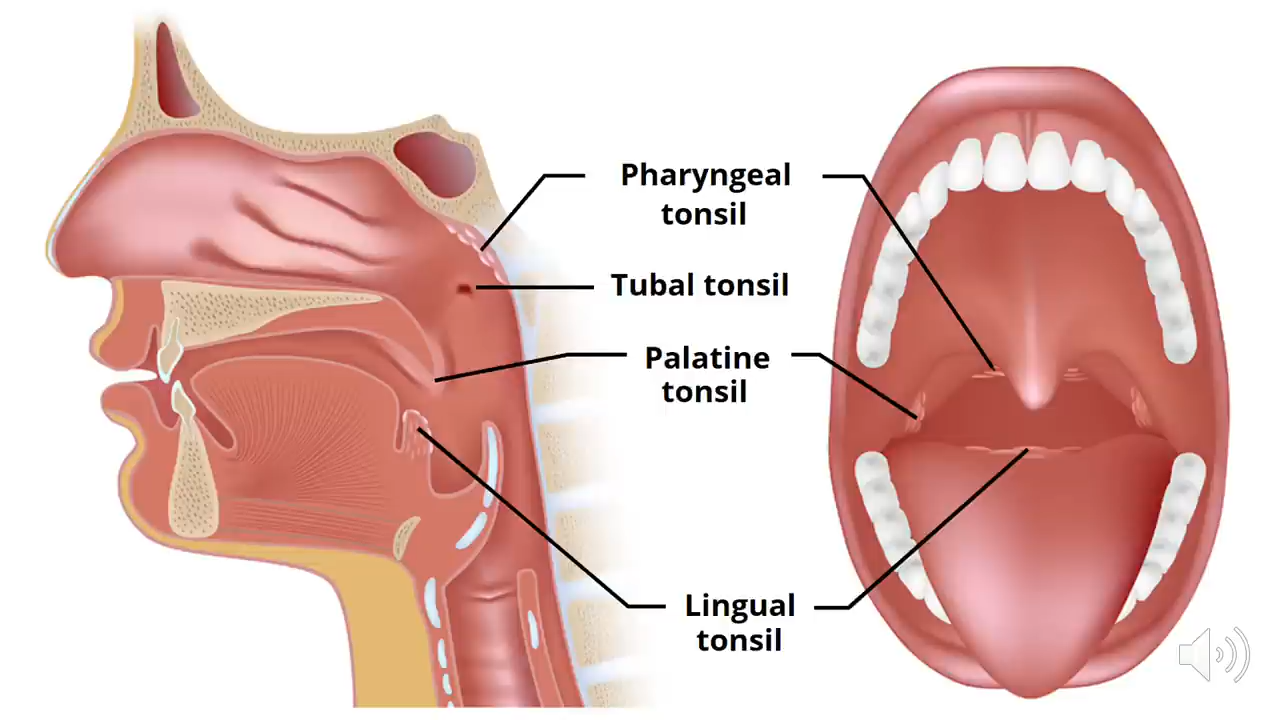 Pharyngeal
tonsil
Tubal tonsil
Palatine
tonsil
Lingual
tonsil